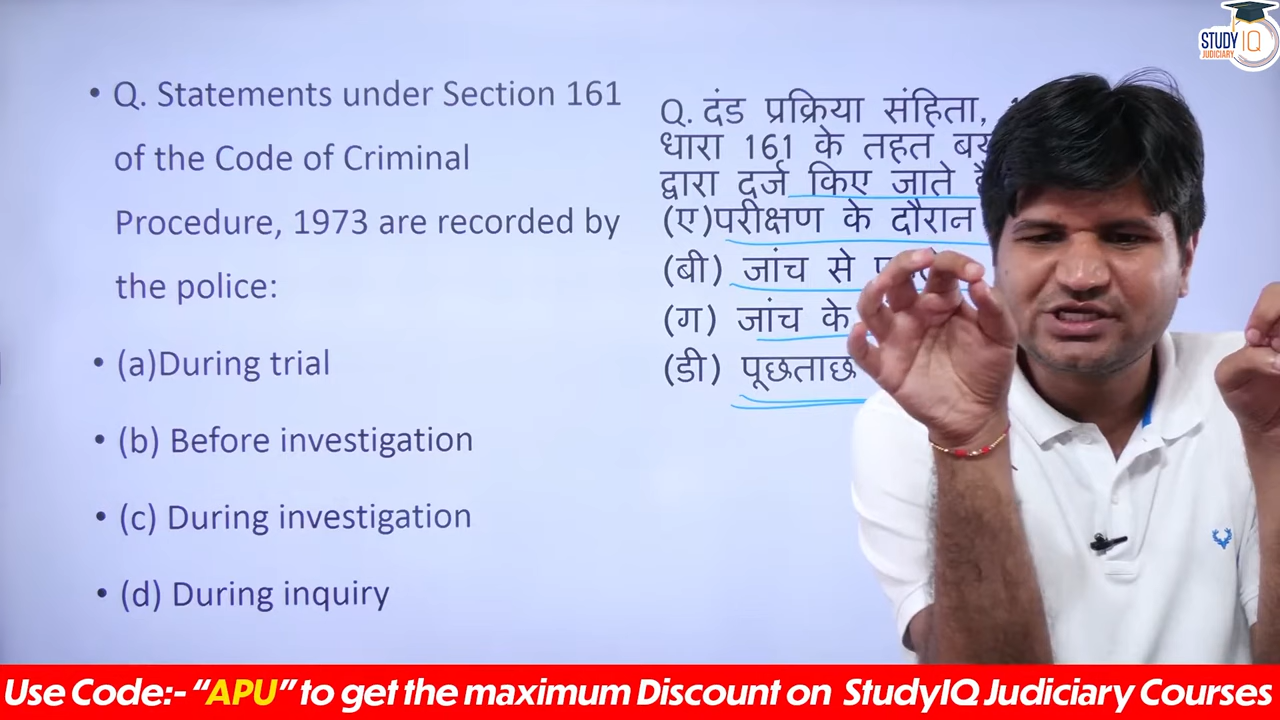 • Q. Statements under Section 161
of the Code of Criminal
Procedure, 1973 are recorded by
the police:
• (a)During trial
• (b) Before investigation
• (c) During investigation
• (d) During inquiry
Q. दंड प्रक्रिया संहिता,
धारा 161 के तहत
द्वारा दर्ज किए जाते
(ए)परीक्षण के दौरान
(बी) जांच से
(ग) जांच के
(डी) पूछताछ
STUDY IQ
JUDICIARY
Use Code:- “APU” to get the maximum Discount on StudyIQ Judiciary Courses